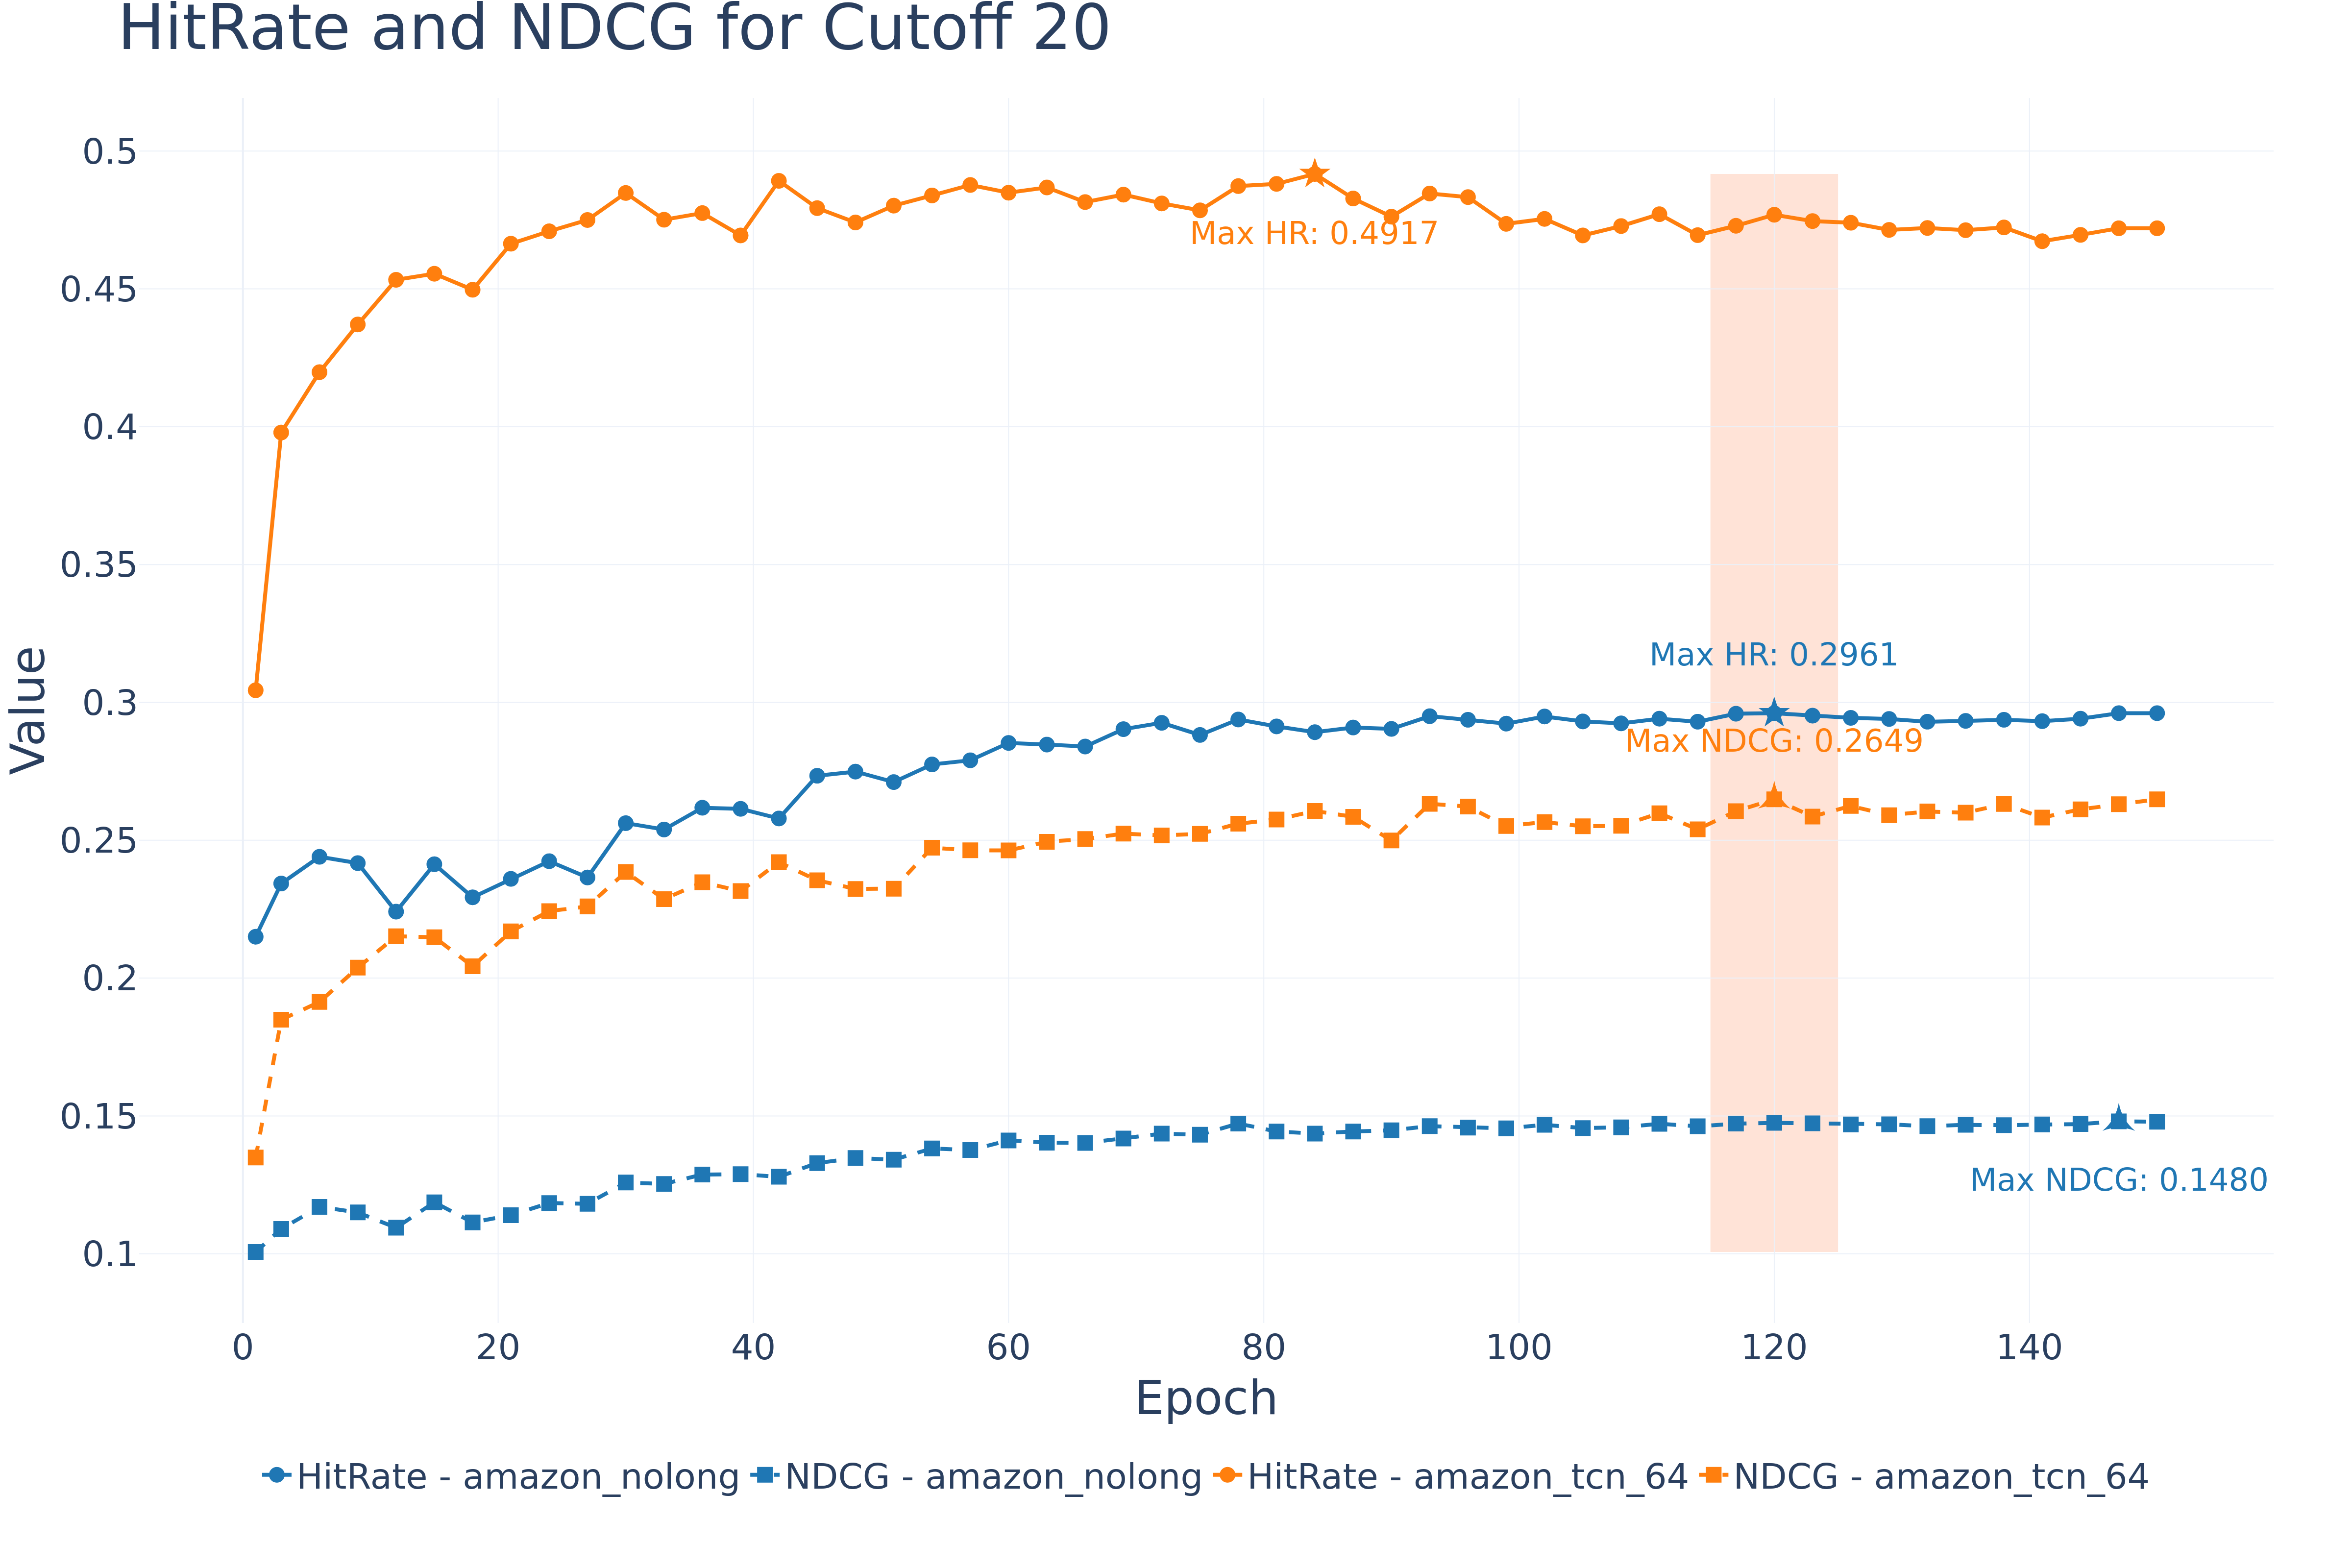 HitRate and NDCG for Cutoff 20
0.5
0.45
0.4
0.35
0.3
0.25
0.2
0.15
0.1
Value
Max HR: 0.4917
Max HR: 0.2961
Max NDCG: 0.2649
Max NDCG: 0.1480
0 20 40 60 80 100 120 140
Epoch
HitRate - amazon_nolong NDCG - amazon_nolong HitRate - amazon_tcn_64 NDCG - amazon_tcn_64